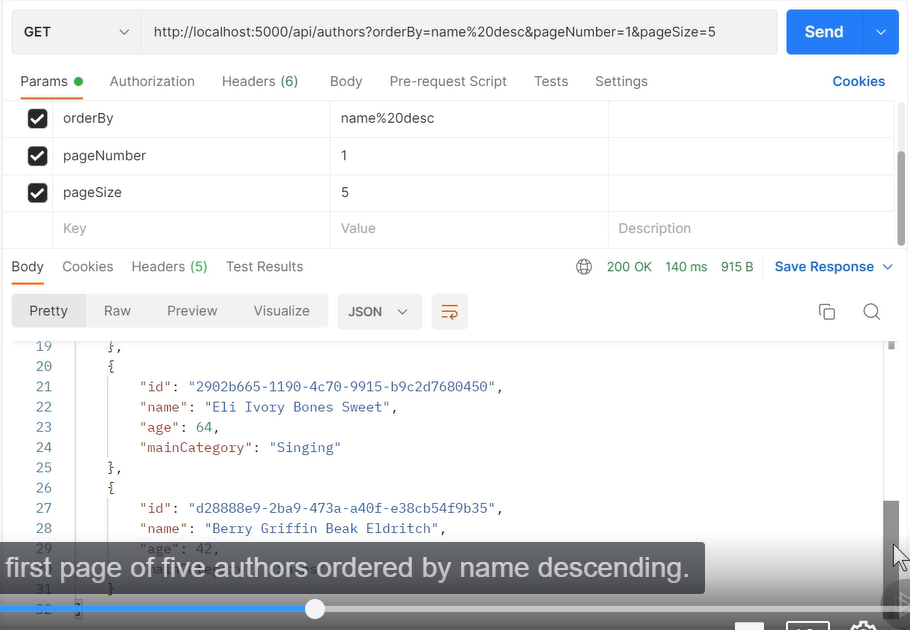 GET http://localhost:5000/api/authors?orderBy=name%20desc&pageNumber=1&pageSize=5 Send
Params Authorization Headers (6) Body Pre-request Script Tests Settings Cookies
orderBy name%20desc
pageNumber 1
pageSize 5
Key Value Description
Body Cookies Headers (5) Test Results 200 OK 140 ms 915 B Save Response
Pretty Raw Preview Visualize JSON
19 },
20 {
21 "id": "2902b665-1190-4c70-9915-b9c2d7680450",
22 "name": "Eli Ivory Bones Sweet",
23 "age": 64,
24 "mainCategory": "Singing"
25 },
26 {
27 "id": "d28888e9-2ba9-473a-a40f-e38cb54f9b35",
28 "name": "Berry Griffin Beak Eldritch",
29 "age": 42,
first page of five authors ordered by name descending.
31 }
32 ]